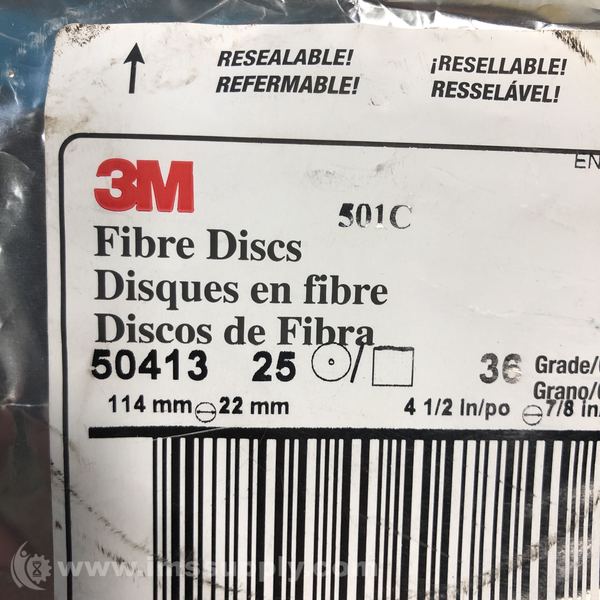 RESEALABLE! ¡RESELLABLE!
REFERMABLE! RESSELÁVEL!
EN
3M
501C
Fibre Discs
Disques en fibre
Discos de Fibra
50413 25 / 36 Grade/
Grano/
114 mm 22 mm 4 1/2 In/po 7/8 in/
www.imssupply.com